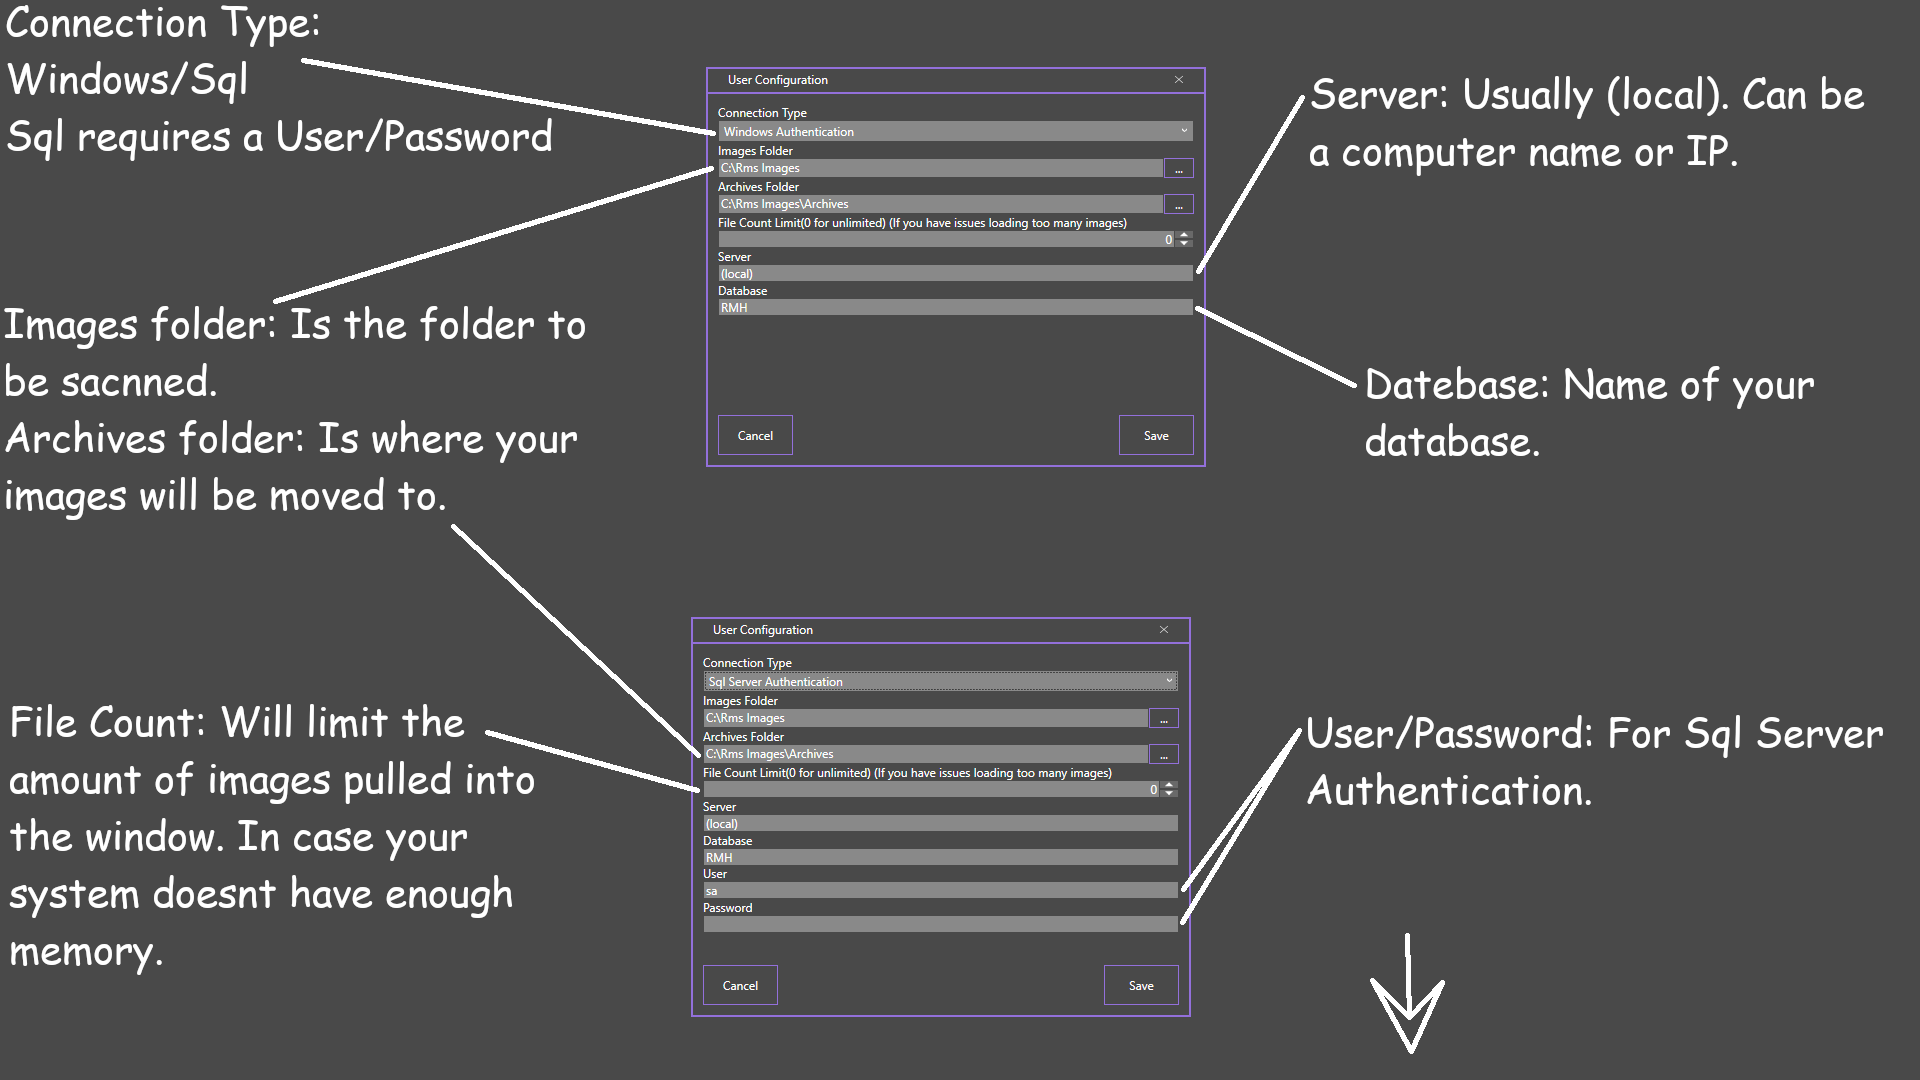 Connection Type:
Windows/Sql
Sql requires a User/Password
Images folder: Is the folder to
be sacnned.
Archives folder: Is where your
images will be moved to.
File Count: Will limit the
amount of images pulled into
the window. In case your
system doesnt have enough
memory.
User Configuration
Connection Type
Windows Authentication
Images Folder
C:\Rms Images
...
Archives Folder
C:\Rms Images\Archives
...
File Count Limit(0 for unlimited) (If you have issues loading too many images)
0
Server
(local)
Database
RMH
Cancel
Save
User Configuration
Connection Type
Sql Server Authentication
Images Folder
C:\Rms Images
...
Archives Folder
C:\Rms Images\Archives
...
File Count Limit(0 for unlimited) (If you have issues loading too many images)
0
Server
(local)
Database
RMH
User
sa
Password
Cancel
Save
Server: Usually (local). Can be
a computer name or IP.
Datebase: Name of your
database.
User/Password: For Sql Server
Authentication.